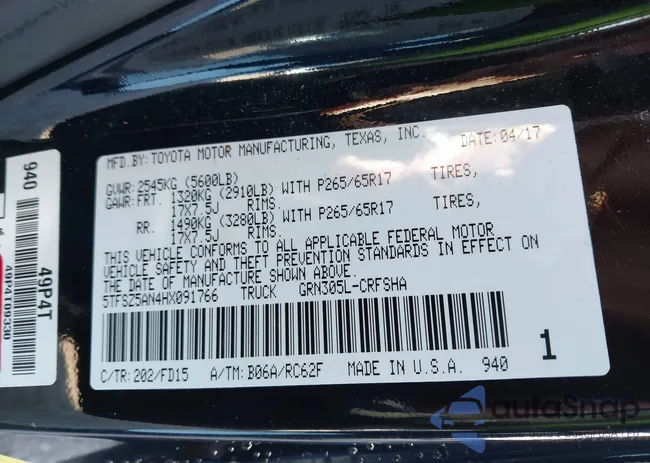 MFD.BY: TOYOTA MOTOR MANUFACTURING, TEXAS, INC. DATE: 04/17
GVWR: 2545KG (5600LB)
GAWR: FRT. 1320KG (2910LB) WITH P265/65R17 TIRES,
17X7.5J RIMS.
RR. 1490KG (3280LB) WITH P265/65R17 TIRES,
17X7.5J RIMS.
THIS VEHICLE CONFORMS TO ALL APPLICABLE FEDERAL MOTOR
VEHICLE SAFETY AND THEFT PREVENTION STANDARDS IN EFFECT ON
THE DATE OF MANUFACTURE SHOWN ABOVE.
5TFSZ5AN4HX091766 TRUCK GRN305L-CRFSHA
1
C/TR: 202/FD15 A/TM: B06A/RC62F MADE IN U.S.A. 940
940
49P4T
49P4T09330
autoSnap